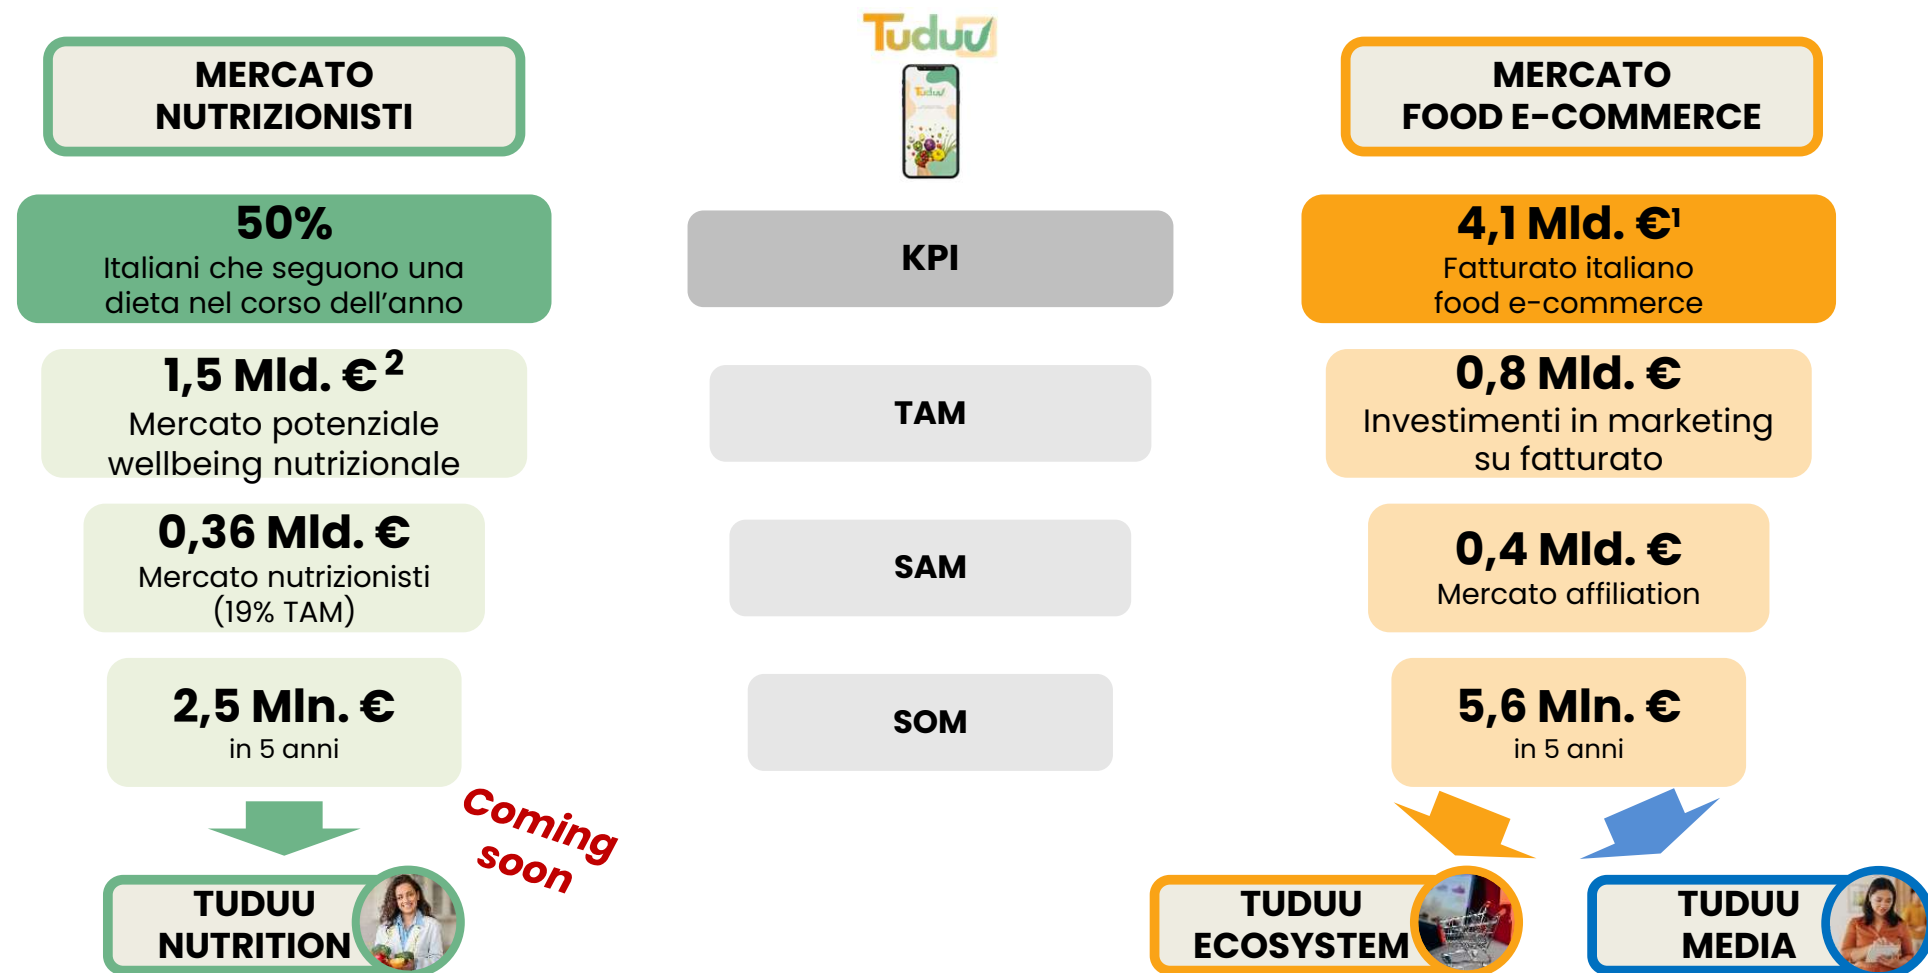 Tuduu
Tuduu
MERCATO
NUTRIZIONISTI
MERCATO
FOOD E-COMMERCE
50%
Italiani che seguono una
dieta nel corso dell’anno
KPI
4,1 Mld. €¹
Fatturato italiano
food e-commerce
1,5 Mld. € ²
Mercato potenziale
wellbeing nutrizionale
TAM
0,8 Mld. €
Investimenti in marketing
su fatturato
0,36 Mld. €
Mercato nutrizionisti
(19% TAM)
SAM
0,4 Mld. €
Mercato affiliation
2,5 Mln. €
in 5 anni
SOM
5,6 Mln. €
in 5 anni
Coming
soon
TUDUU
NUTRITION
TUDUU
ECOSYSTEM
TUDUU
MEDIA